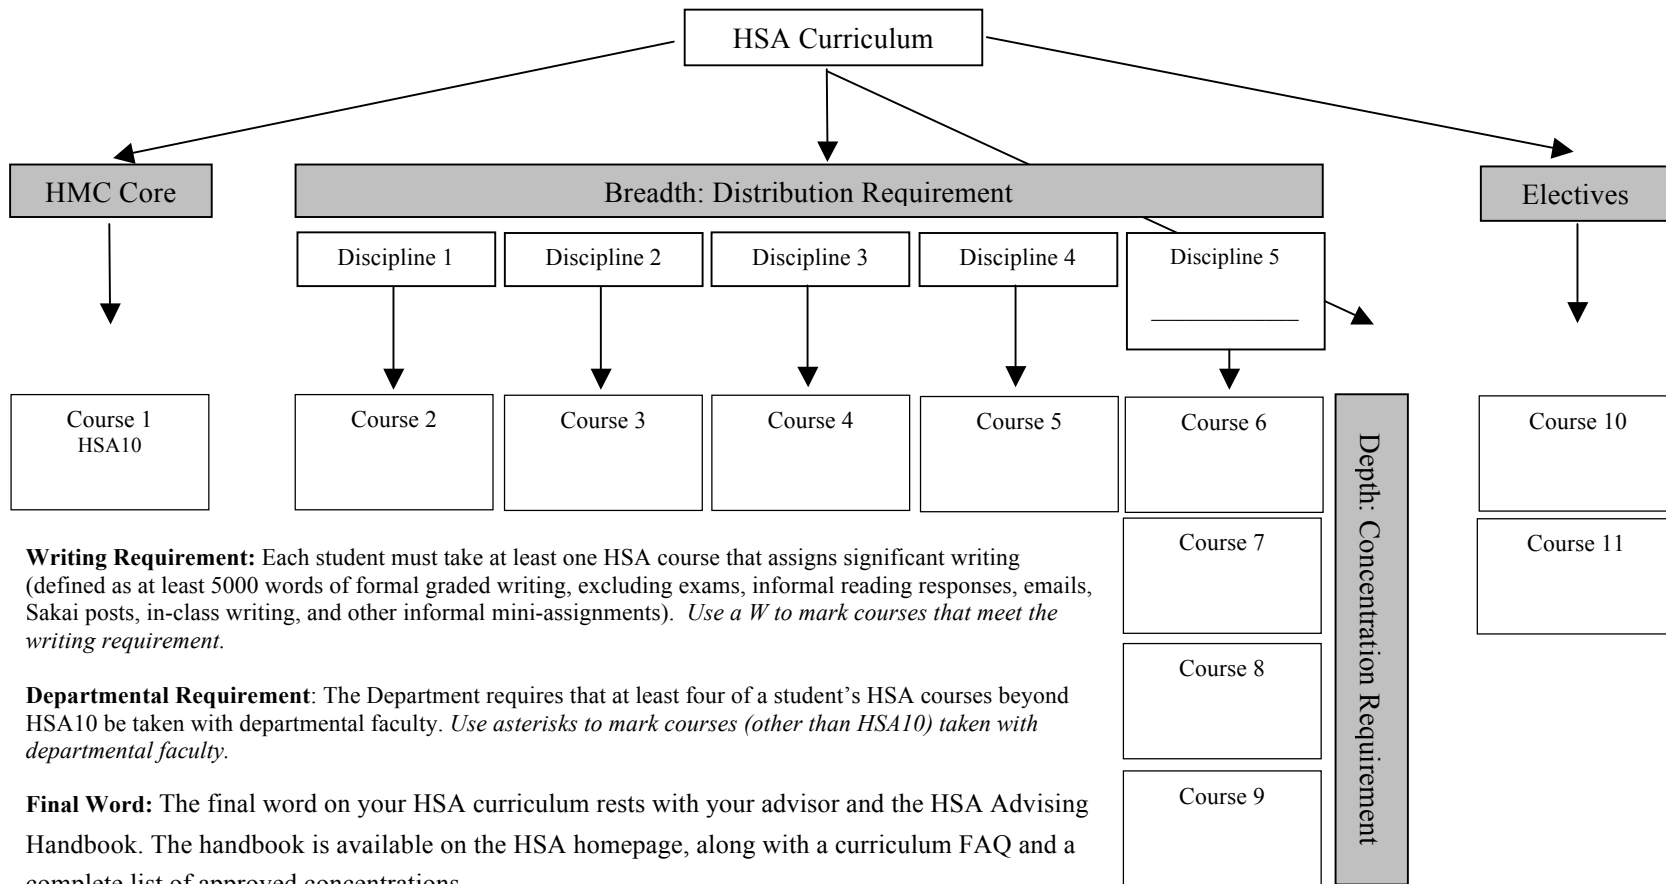 HSA Curriculum
HMC Core
Breadth: Distribution Requirement
Electives
Discipline 1
Discipline 2
Discipline 3
Discipline 4
Discipline 5
_____________
Course 1
HSA10
Course 2
Course 3
Course 4
Course 5
Course 6
Course 10
Course 7
Course 11
Course 8
Course 9
Depth: Concentration Requirement
Writing Requirement: Each student must take at least one HSA course that assigns significant writing
(defined as at least 5000 words of formal graded writing, excluding exams, informal reading responses, emails,
Sakai posts, in-class writing, and other informal mini-assignments). Use a W to mark courses that meet the
writing requirement.
Departmental Requirement: The Department requires that at least four of a student’s HSA courses beyond
HSA10 be taken with departmental faculty. Use asterisks to mark courses (other than HSA10) taken with
departmental faculty.
Final Word: The final word on your HSA curriculum rests with your advisor and the HSA Advising
Handbook. The handbook is available on the HSA homepage, along with a curriculum FAQ and a
complete list of approved concentrations